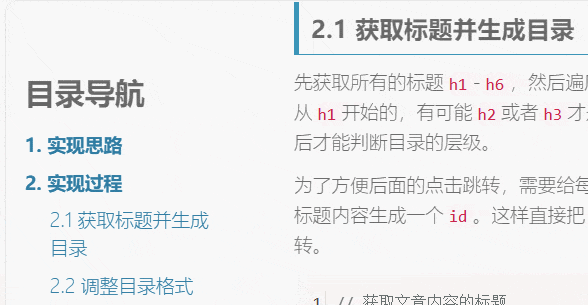 目录导航
1. 实现思路
2. 实现过程
2.1 获取标题并生成
目录
2.2 调整目录格式
2.1 获取标题并生成目录
先获取所有的标题 h1 - h6 ，然后遍
从 h1 开始的，有可能 h2 或者 h3 才
后才能判断目录的层级。
为了方便后面的点击跳转，需要给
标题内容生成一个 id 。这样直接把
转。
1 // 获取文章内容的标题